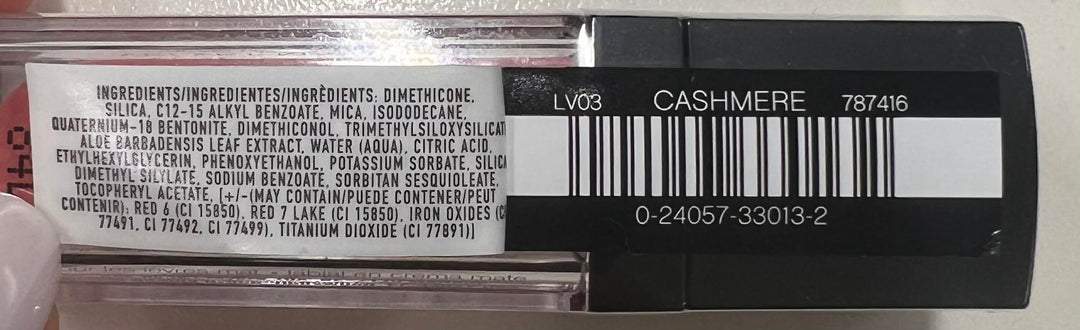 INGREDIENTS/INGREDIENTES/INGRÈDIENTS: DIMETHICONE,
SILICA, C12-15 ALKYL BENZOATE, MICA, ISODODECANE,
QUATERNIUM-18 BENTONITE, DIMETHICONOL, TRIMETHYLSILOXYSILICAT
ALOE BARBADENSIS LEAF EXTRACT, WATER (AQUA), CITRIC ACID,
ETHYLHEXYLGLYCERIN, PHENOXYETHANOL, POTASSIUM SORBATE, SILICA
DIMETHYL SILYLATE, SODIUM BENZOATE, SORBITAN SESQUIOLEATE,
TOCOPHERYL ACETATE, [+/-(MAY CONTAIN/PUEDE CONTENER/PEUT
CONTENIR): RED 6 (CI 15850), RED 7 LAKE (CI 15850), IRON OXIDES (C
77491, CI 77492, CI 77499), TITANIUM DIOXIDE (CI 77891)]
LV03 CASHMERE 787416
0-24057-33013-2